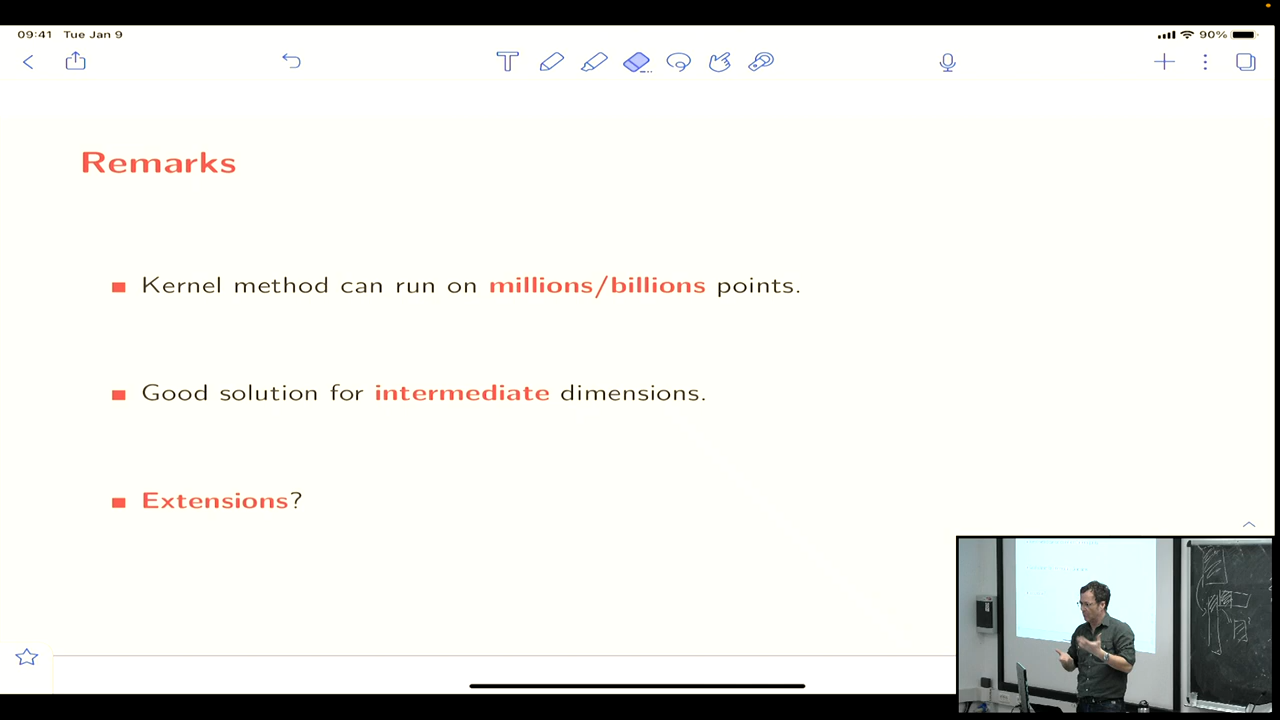 09:41 Tue Jan 9
90%
T
Remarks
Kernel method can run on millions/billions points.
Good solution for intermediate dimensions.
Extensions?